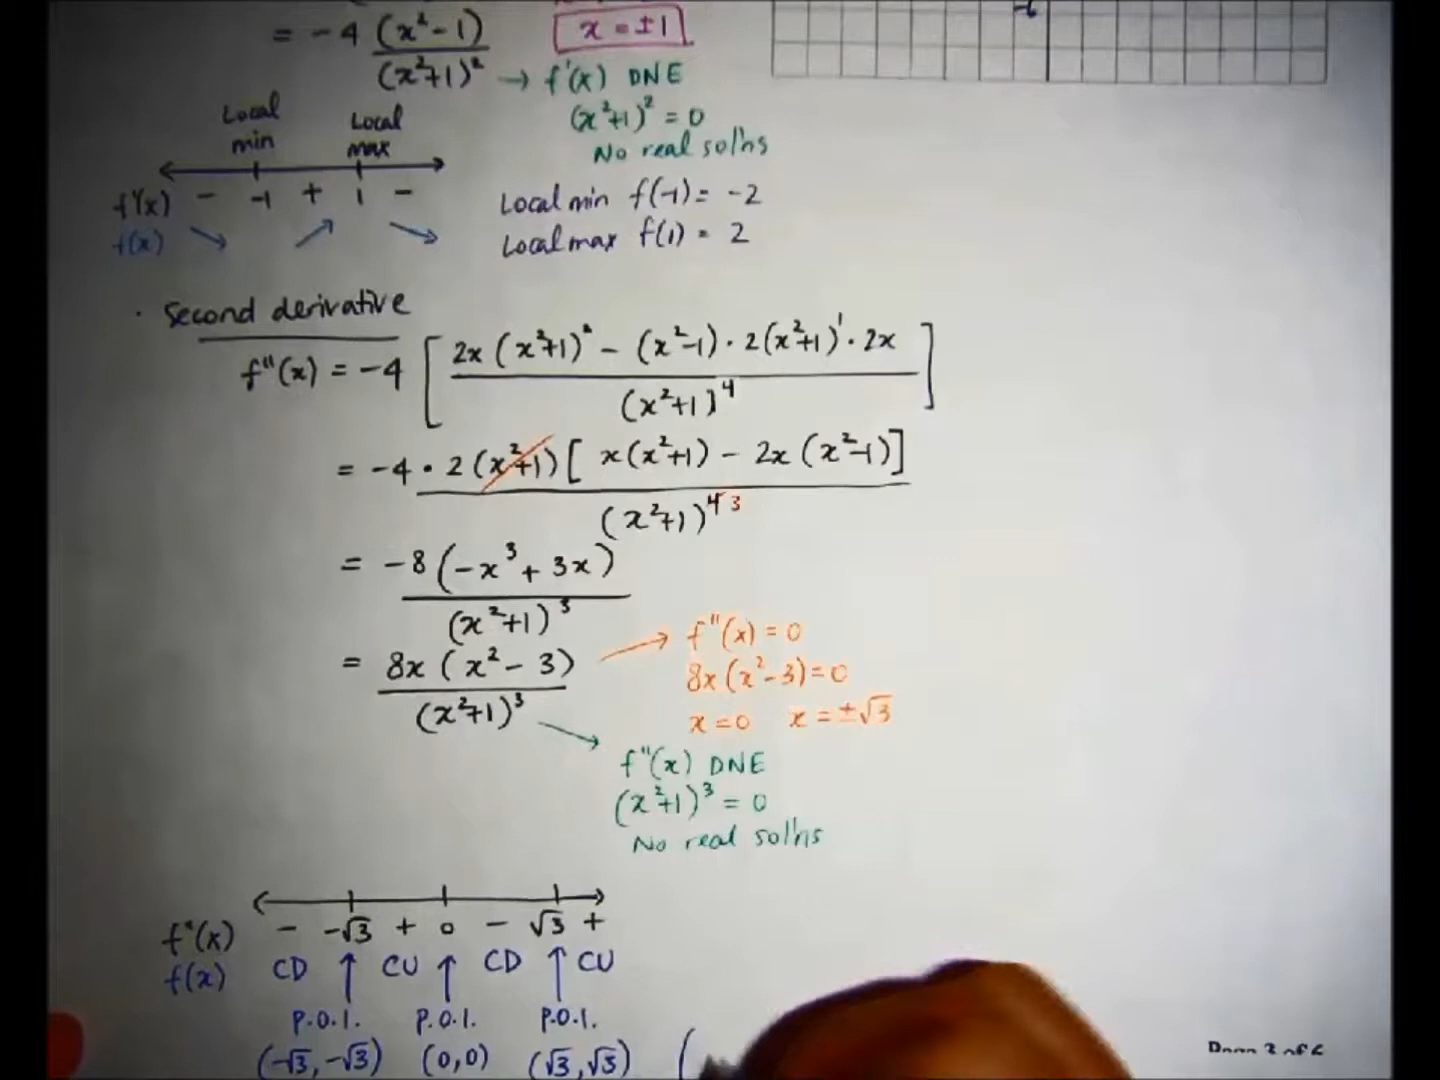 = -4 (x²-1)/(x²+1)²
x = ±1
-6
→ f'(x) DNE
(x²+1)² = 0
No real sol'ns
Local min
Local max
f'(x) - -1 + 1 -
f(x)
Local min f(-1) = -2
Local max f(1) = 2
· Second derivative
f"(x) = -4 [ (2x(x²+1)² - (x²-1)·2(x²+1)¹·2x)/(x²+1)⁴ ]
= -4·2(x²+1)[x(x²+1) - 2x(x²-1)]/(x²+1)⁴ ³
= -8(-x³+3x)/(x²+1)³
= 8x(x²-3)/(x²+1)³
f"(x) = 0
8x(x²-3)=0
x=0 x=±√3
f"(x) DNE
(x²+1)³ = 0
No real sol'ns
f"(x) - -√3 + 0 - √3 +
f(x) CD ↑ CU ↑ CD ↑ CU
P.O.I. P.O.I. P.O.I.
(-√3,-√3) (0,0) (√3,√3) (